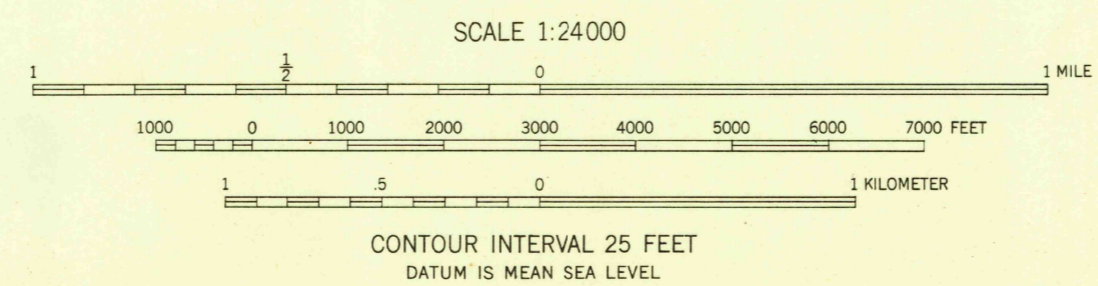 SCALE 1:24000
1 1/2 0 1 MILE
1000 0 1000 2000 3000 4000 5000 6000 7000 FEET
1 .5 0 1 KILOMETER
CONTOUR INTERVAL 25 FEET
DATUM IS MEAN SEA LEVEL